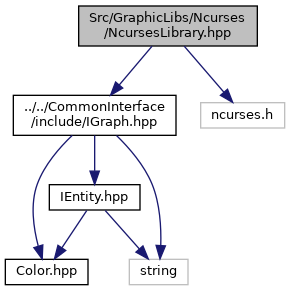 Src/GraphicLibs/Ncurses
/NcursesLibrary.hpp
../../CommonInterface
/include/IGraph.hpp
ncurses.h
IEntity.hpp
Color.hpp
string